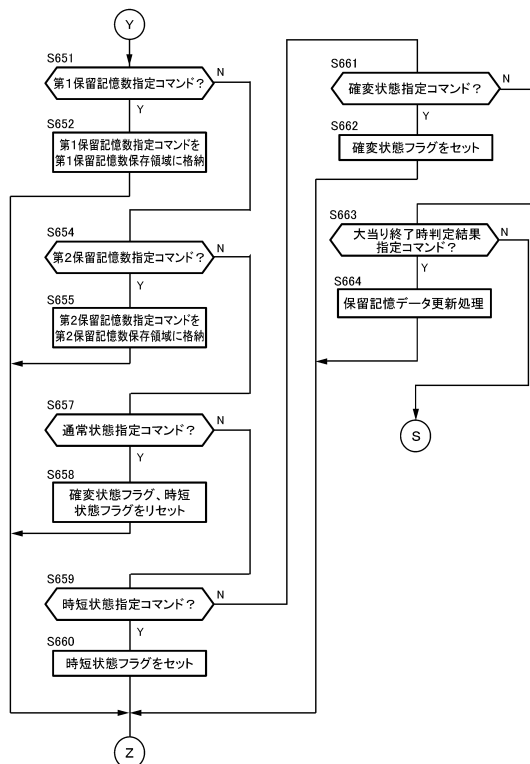 Y
S651
第1保留記憶数指定コマンド?
N
Y
S652
第1保留記憶数指定コマンドを
第1保留記憶数保存領域に格納
S654
第2保留記憶数指定コマンド?
N
Y
S655
第2保留記憶数指定コマンドを
第2保留記憶数保存領域に格納
S657
通常状態指定コマンド?
N
Y
S658
確変状態フラグ、時短
状態フラグをリセット
S659
時短状態指定コマンド?
N
Y
S660
時短状態フラグをセット
Z
S661
確変状態指定コマンド?
N
Y
S662
確変状態フラグをセット
S663
大当り終了時判定結果
指定コマンド?
N
Y
S664
保留記憶データ更新処理
S